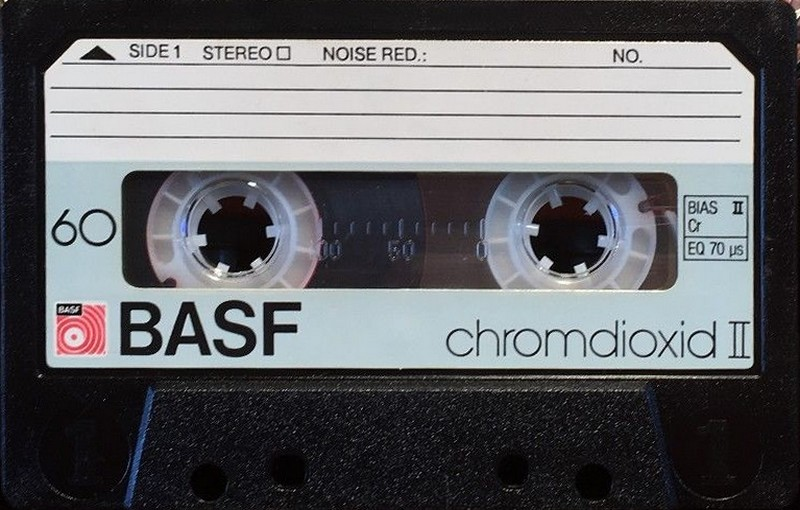 SIDE 1 STEREO NOISE RED.: NO.
60
BIAS II
Cr
EQ 70 µs
100 50 0
BASF
BASF
chromdioxid II
1